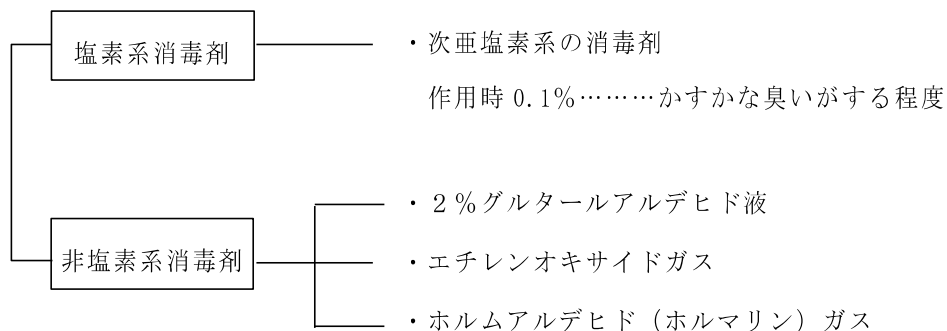 塩素系消毒剤
・次亜塩素系の消毒剤
作用時 0.1%………かすかな臭いがする程度
非塩素系消毒剤
・２％グルタールアルデヒド液
・エチレンオキサイドガス
・ホルムアルデヒド（ホルマリン）ガス